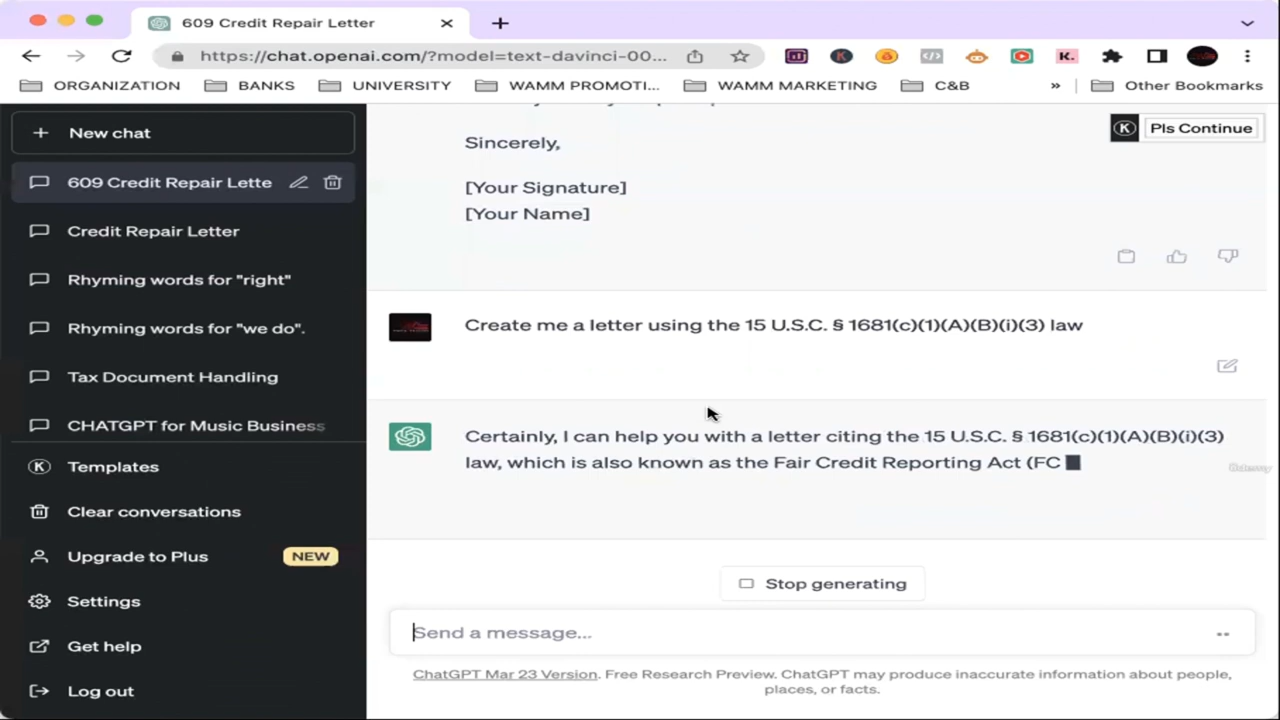 609 Credit Repair Letter
https://chat.openai.com/?model=text-davinci-00...
K.
ORGANIZATION
BANKS
UNIVERSITY
WAMM PROMOTI...
WAMM MARKETING
C&B
»
Other Bookmarks
New chat
609 Credit Repair Lette
Credit Repair Letter
Rhyming words for "right"
Rhyming words for "we do".
Tax Document Handling
CHATGPT for Music Business
Templates
Clear conversations
Upgrade to Plus NEW
Settings
Get help
Log out
K Pls Continue
Sincerely,
[Your Signature]
[Your Name]
Create me a letter using the 15 U.S.C. § 1681(c)(1)(A)(B)(i)(3) law
Certainly, I can help you with a letter citing the 15 U.S.C. § 1681(c)(1)(A)(B)(i)(3)
law, which is also known as the Fair Credit Reporting Act (FC
Udemy
Stop generating
Send a message...
ChatGPT Mar 23 Version. Free Research Preview. ChatGPT may produce inaccurate information about people,
places, or facts.